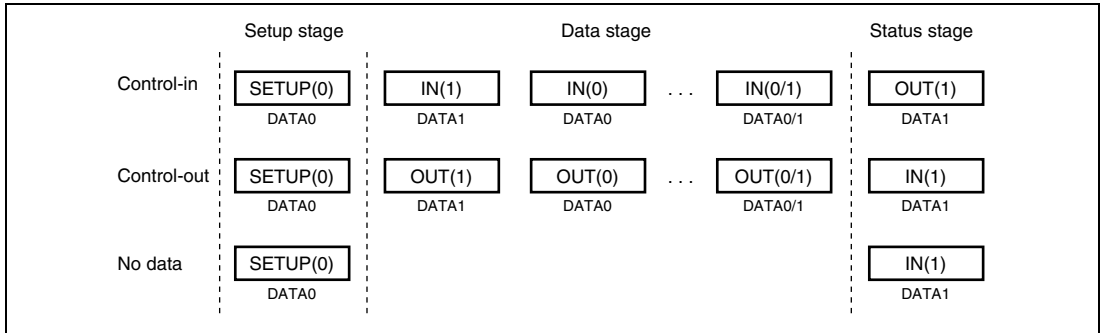 Setup stage Data stage Status stage
Control-in SETUP(0) IN(1) IN(0) . . . IN(0/1) OUT(1)
DATA0 DATA1 DATA0 DATA0/1 DATA1
Control-out SETUP(0) OUT(1) OUT(0) . . . OUT(0/1) IN(1)
DATA0 DATA1 DATA0 DATA0/1 DATA1
No data SETUP(0) IN(1)
DATA0 DATA1